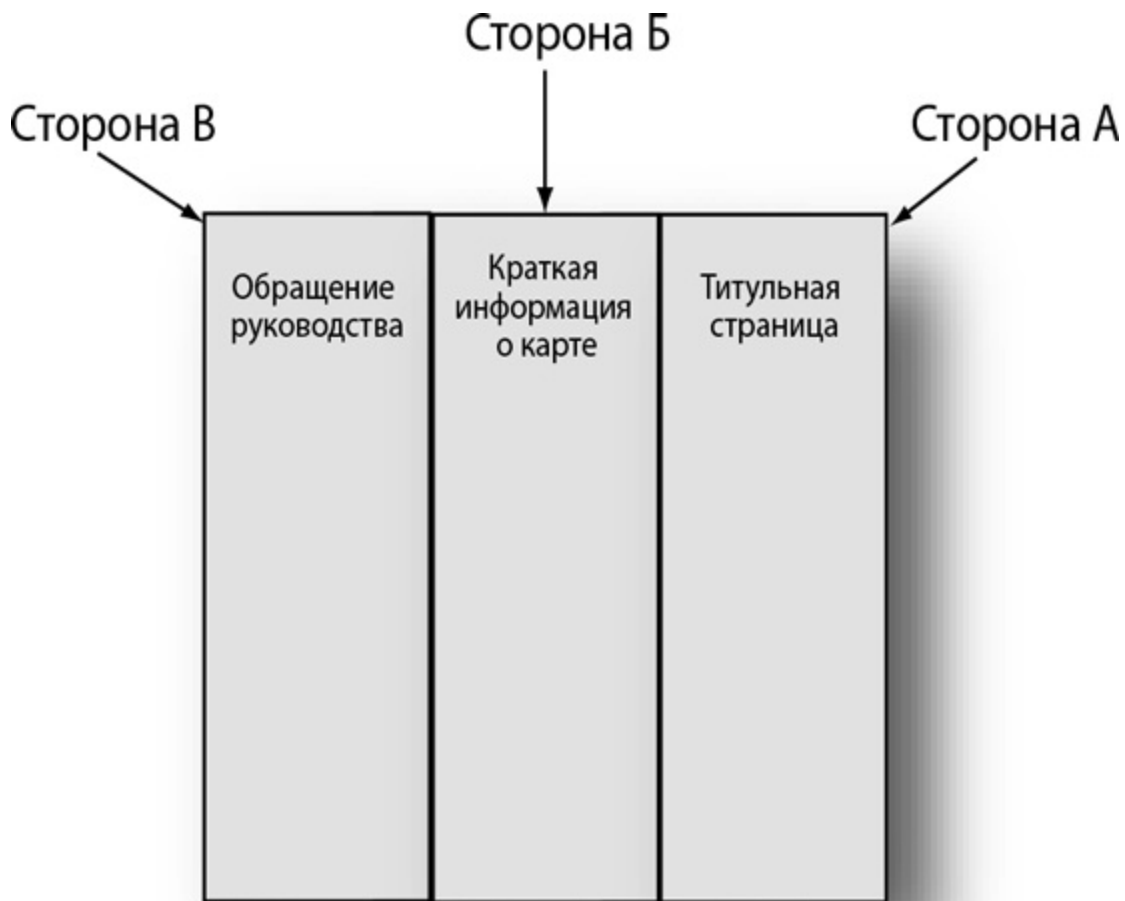 Сторона Б
Сторона В
Сторона А
Обращение
руководства
Краткая
информация
о карте
Титульная
страница